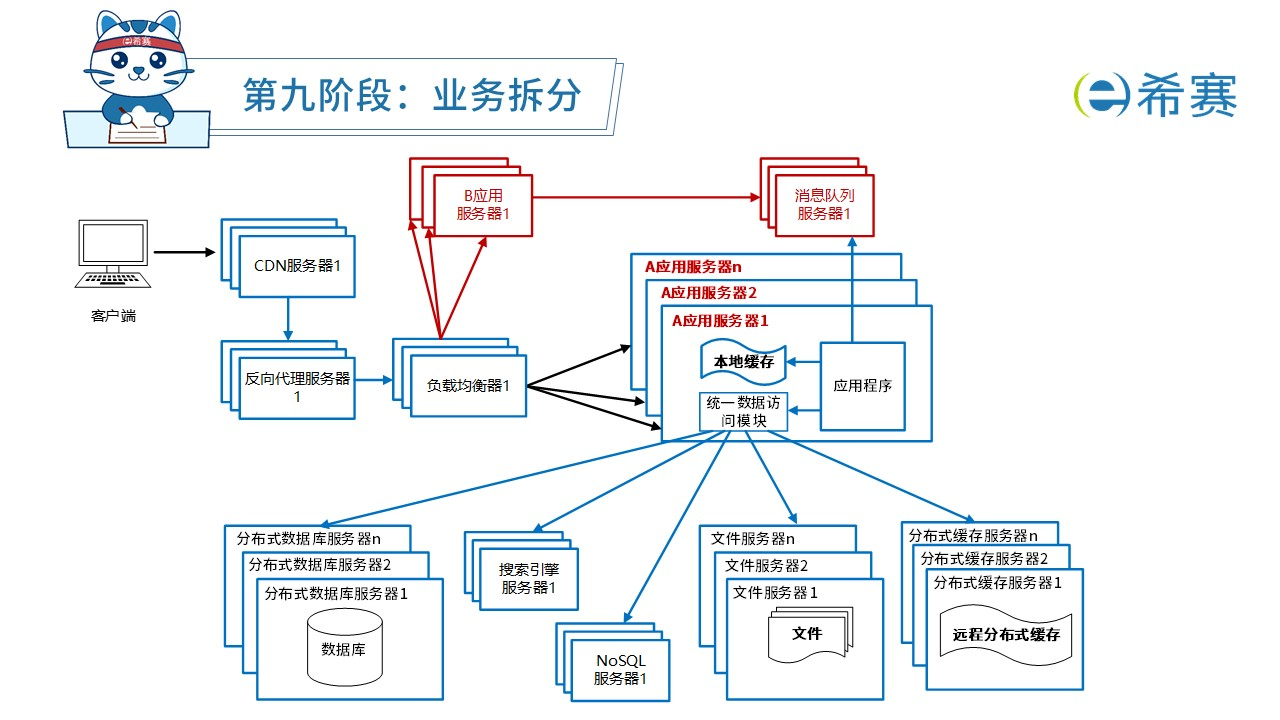 希赛
第九阶段：业务拆分
希赛
B应用
服务器1
消息队列
服务器1
CDN服务器1
客户端
反向代理服务器
1
负载均衡器1
A应用服务器n
A应用服务器2
A应用服务器1
本地缓存
统一数据访
问模块
应用程序
分布式数据库服务器n
分布式数据库服务器2
分布式数据库服务器1
数据库
搜索引擎
服务器1
NoSQL
服务器1
文件服务器n
文件服务器2
文件服务器1
文件
分布式缓存服务器n
分布式缓存服务器2
分布式缓存服务器1
远程分布式缓存